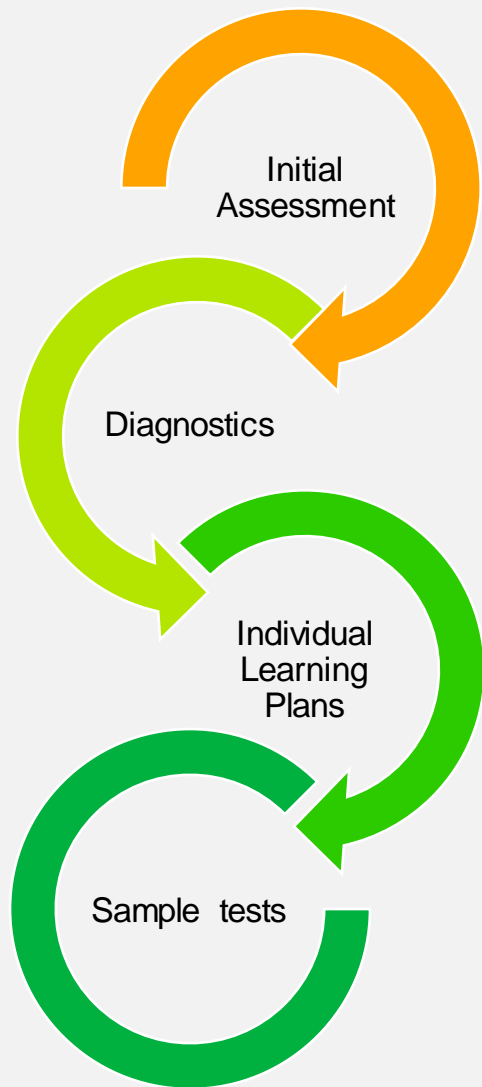 Initial
Assessment
Diagnostics
Individual
Learning
Plans
Sample tests